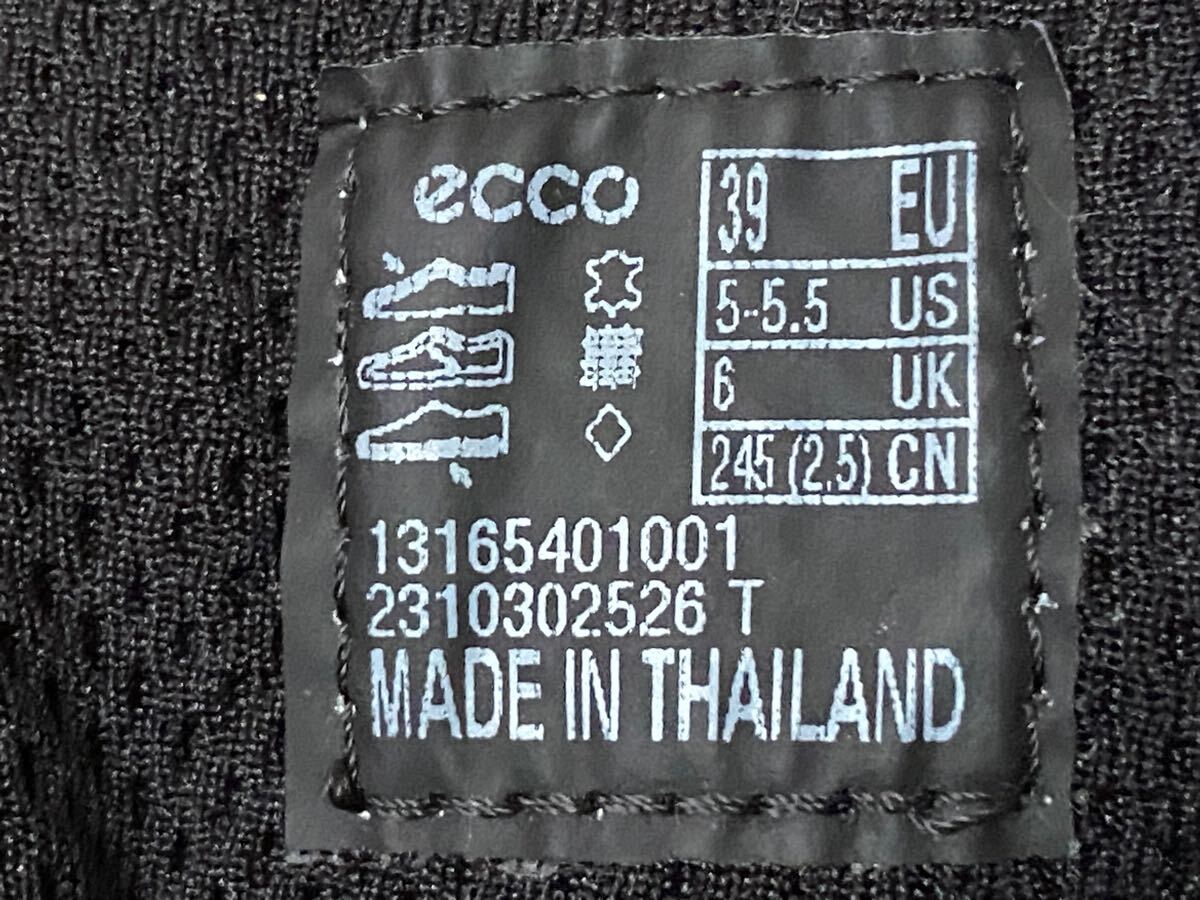 ecco
39 EU
5-5.5 US
6 UK
245 (2.5) CN
13165401001
2310302526 T
MADE IN THAILAND